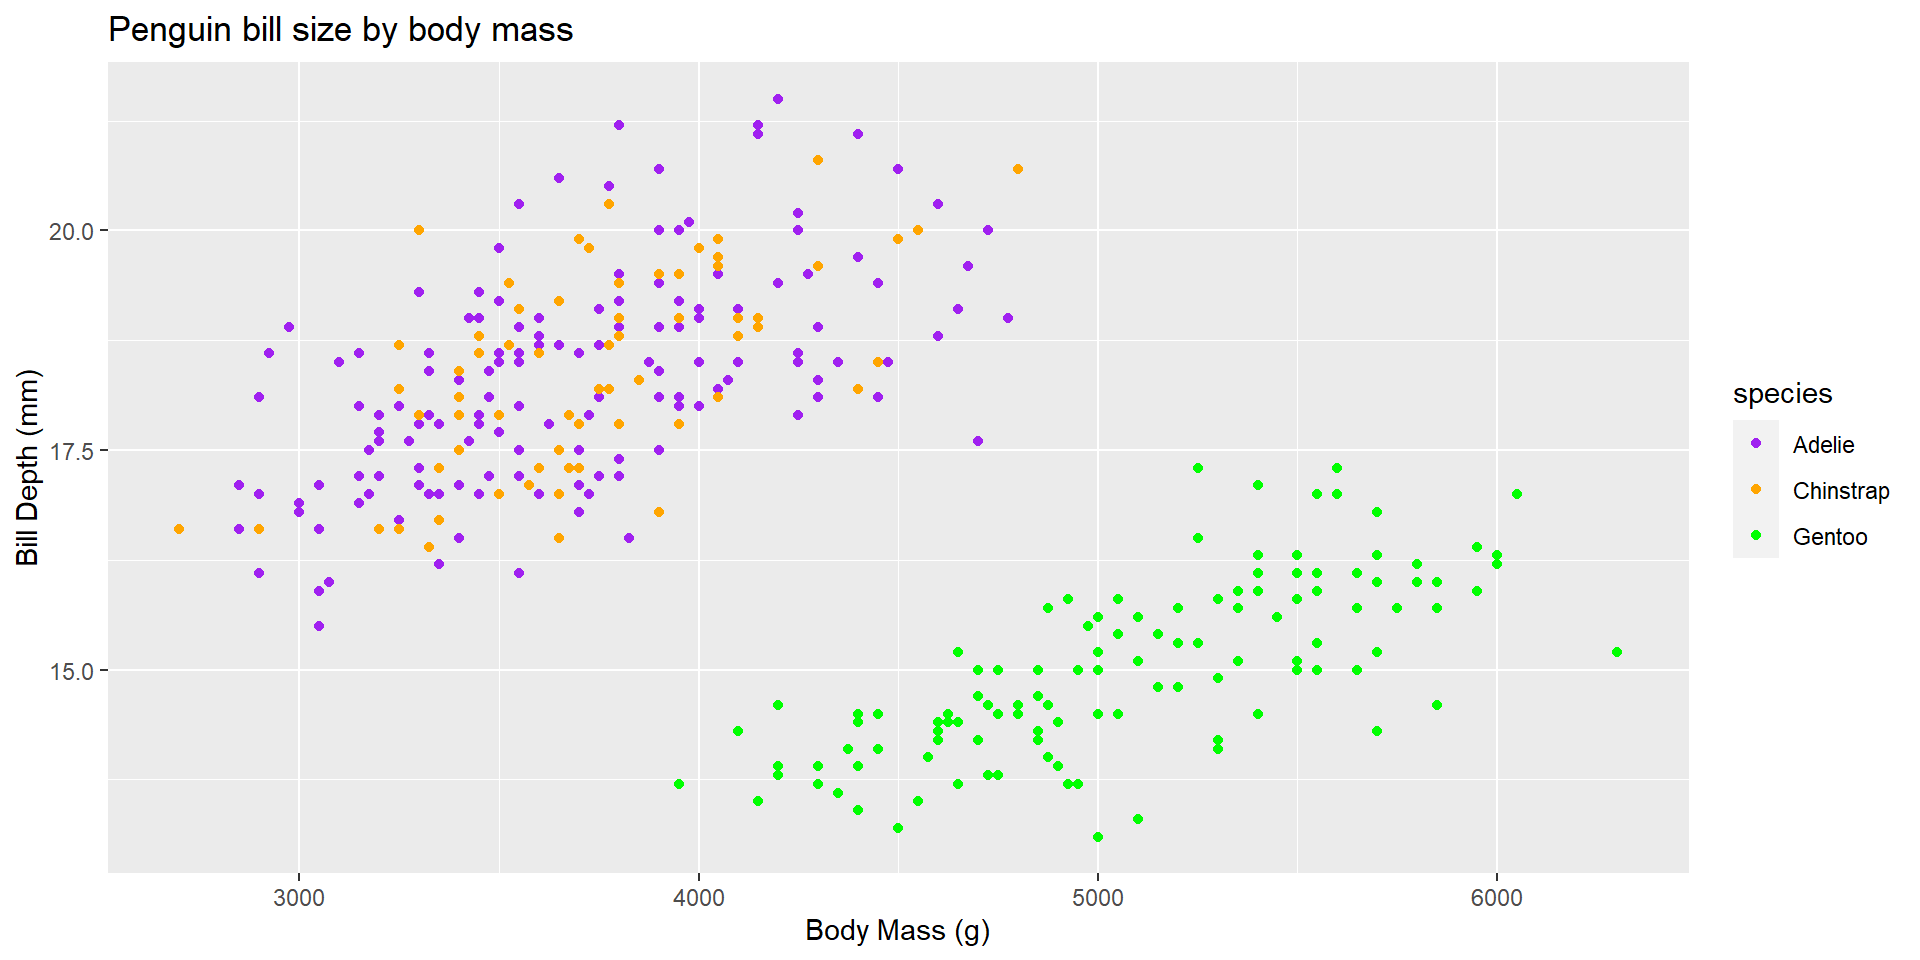 Penguin bill size by body mass
20.0
17.5
15.0
Bill Depth (mm)
3000 4000 5000 6000
Body Mass (g)
species
Adelie
Chinstrap
Gentoo